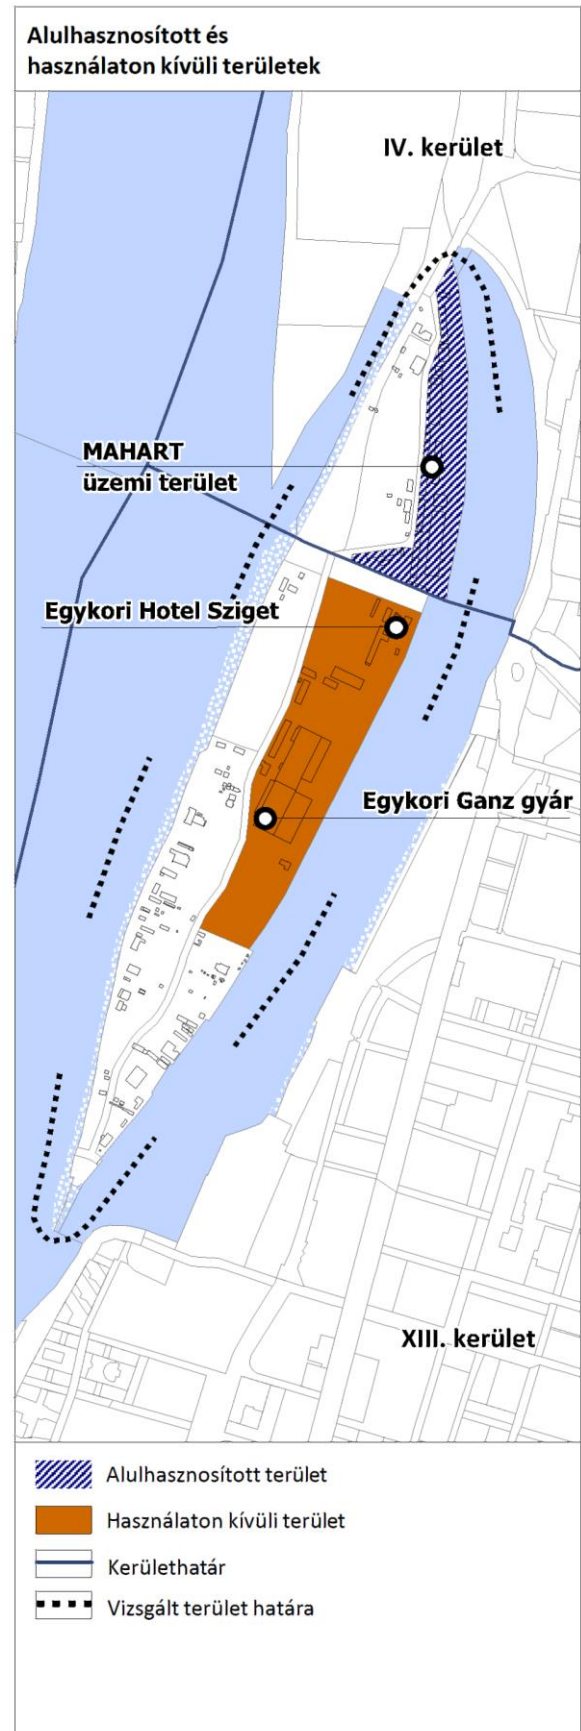 Alulhasznosított és
használaton kívüli területek
IV. kerület
MAHART
üzemi terület
Egykori Hotel Sziget
Egykori Ganz gyár
XIII. kerület
Alulhasznosított terület
Használaton kívüli terület
Kerülethatár
Vizsgált terület határa